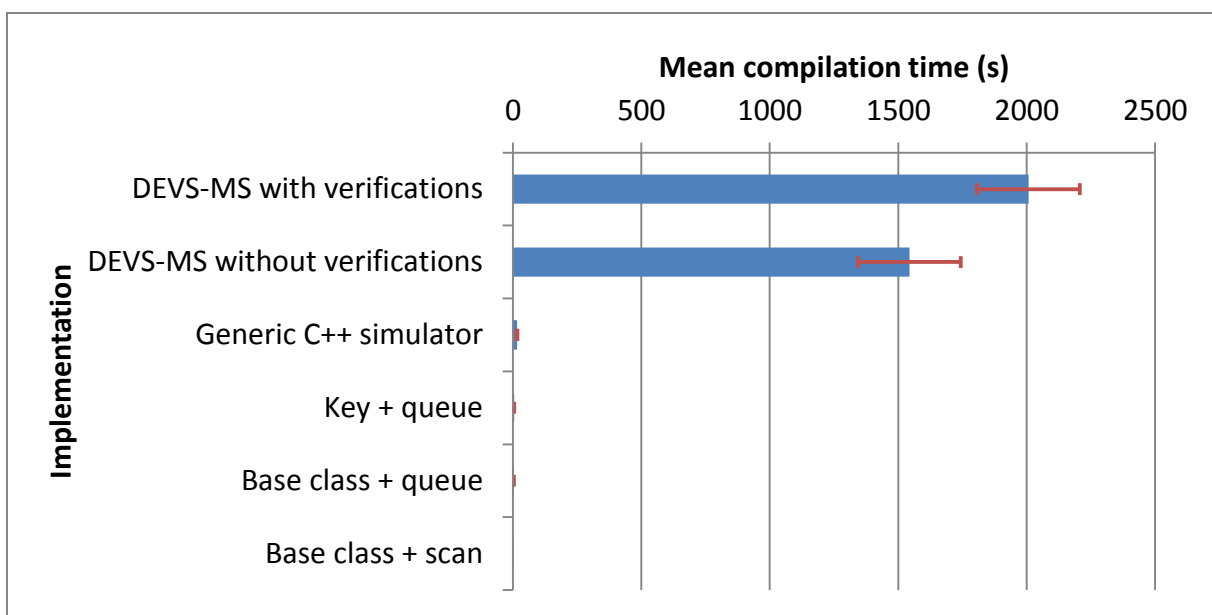 Mean compilation time (s)
0 500 1000 1500 2000 2500
Implementation
DEVS-MS with verifications
DEVS-MS without verifications
Generic C++ simulator
Key + queue
Base class + queue
Base class + scan